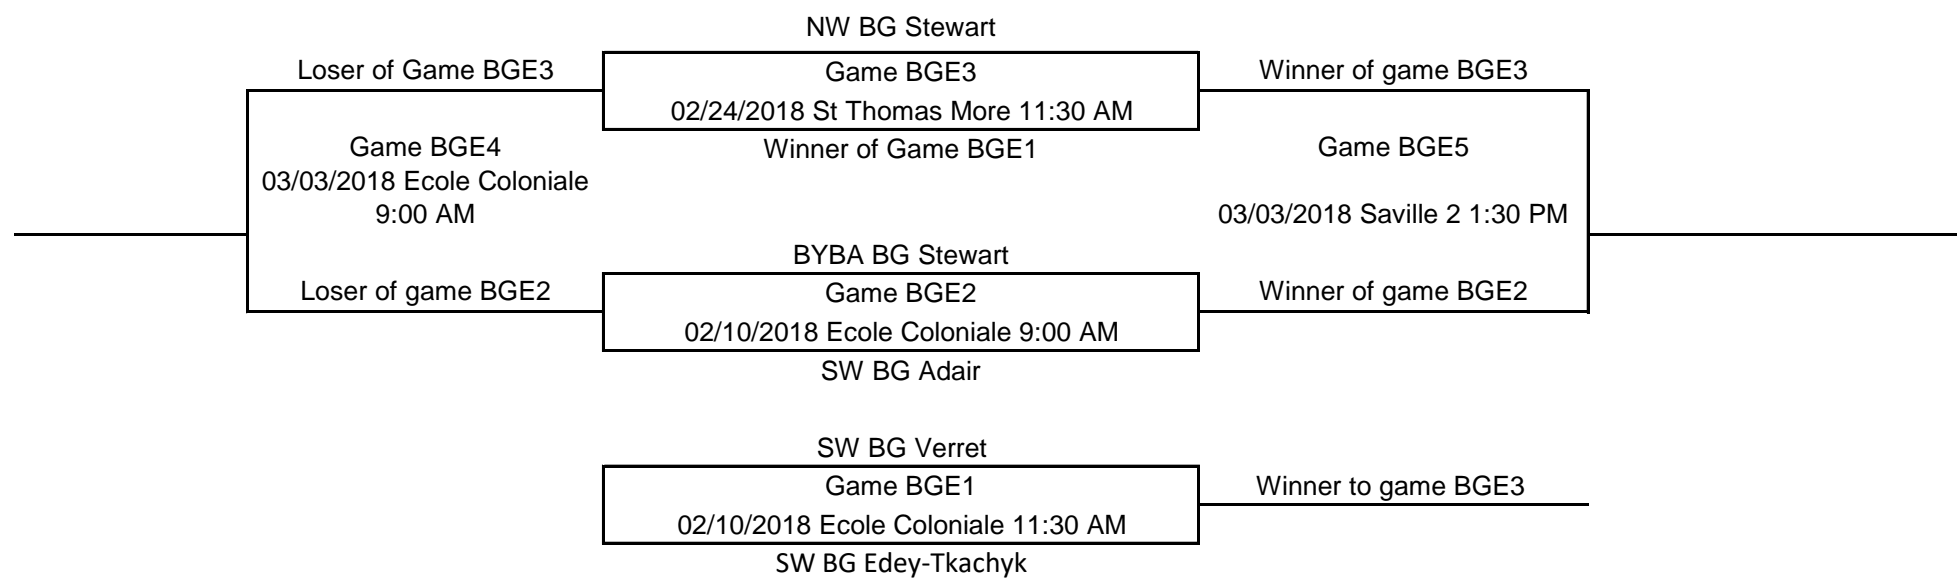 NW BG Stewart
Loser of Game BGE3
Game BGE3
Winner of game BGE3
02/24/2018 St Thomas More 11:30 AM
Game BGE4
Winner of Game BGE1
Game BGE5
03/03/2018 Ecole Coloniale
9:00 AM
03/03/2018 Saville 2 1:30 PM
BYBA BG Stewart
Loser of game BGE2
Game BGE2
Winner of game BGE2
02/10/2018 Ecole Coloniale 9:00 AM
SW BG Adair
SW BG Verret
Game BGE1
Winner to game BGE3
02/10/2018 Ecole Coloniale 11:30 AM
SW BG Edey-Tkachyk